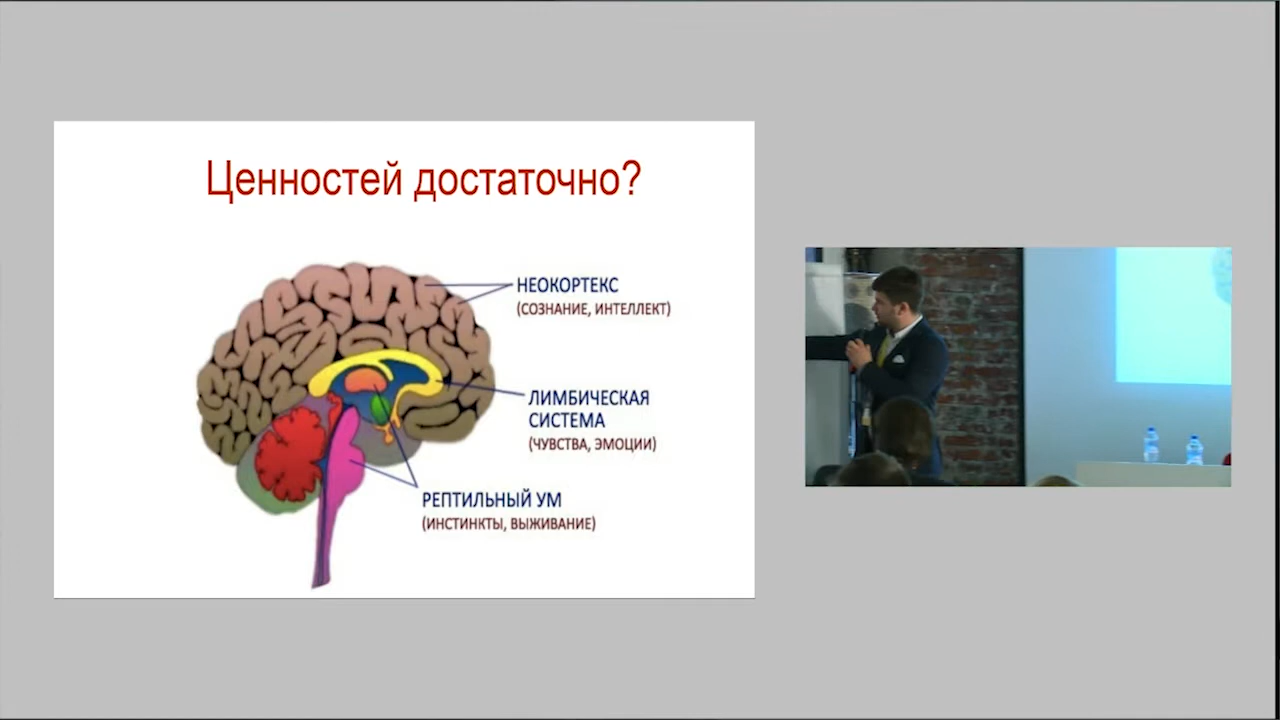 Ценностей достаточно?
НЕОКОРТЕКС
(СОЗНАНИЕ, ИНТЕЛЛЕКТ)
ЛИМБИЧЕСКАЯ
СИСТЕМА
(ЧУВСТВА, ЭМОЦИИ)
РЕПТИЛЬНЫЙ УМ
(ИНСТИНКТЫ, ВЫЖИВАНИЕ)